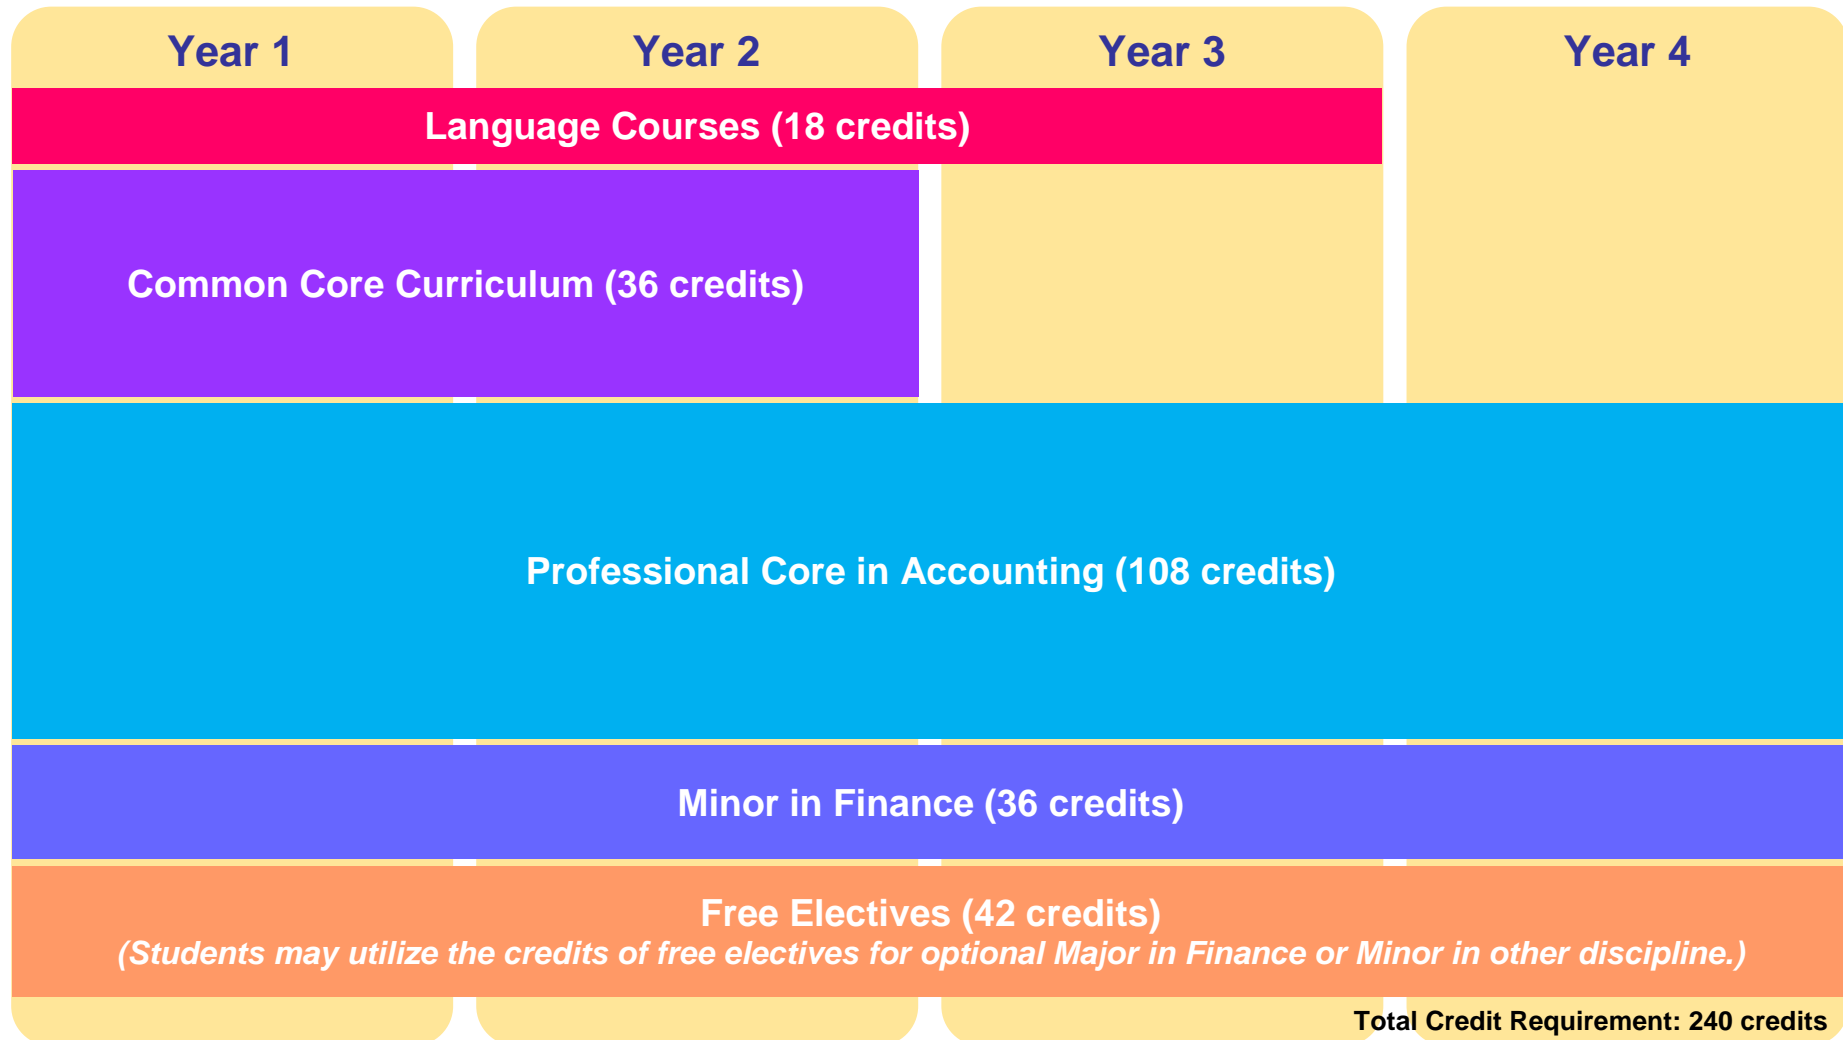 Year 1
Year 2
Year 3
Year 4
Language Courses (18 credits)
Common Core Curriculum (36 credits)
Professional Core in Accounting (108 credits)
Minor in Finance (36 credits)
Free Electives (42 credits)
(Students may utilize the credits of free electives for optional Major in Finance or Minor in other discipline.)
Total Credit Requirement: 240 credits